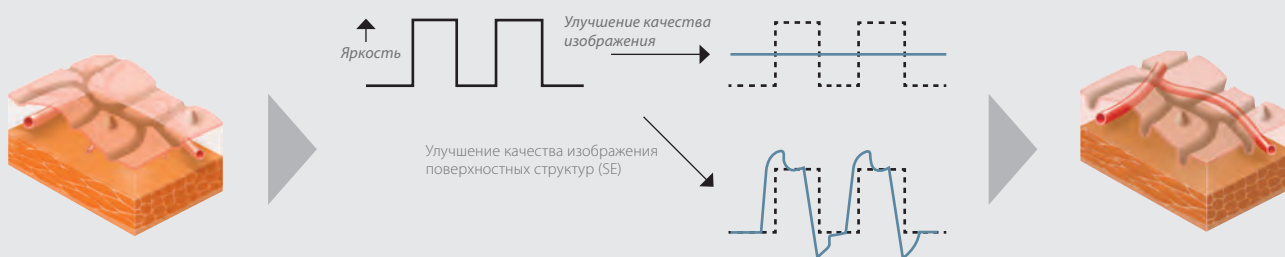 Яркость
Улучшение качества
изображения
Улучшение качества изображения
поверхностных структур (SE)